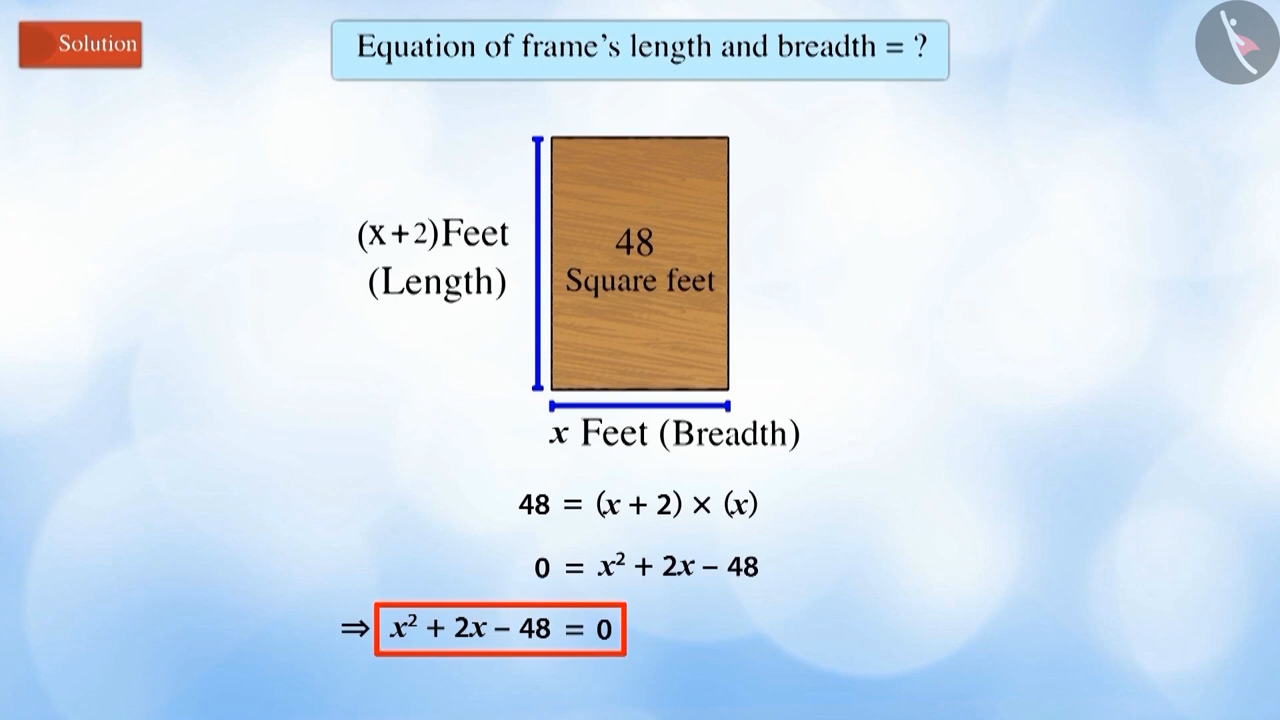 Solution
Equation of frame’s length and breadth = ?
(x+2)Feet
(Length)
48
Square feet
x Feet (Breadth)
48 = (x + 2) × (x)
0 = x² + 2x – 48
⇒ x² + 2x – 48 = 0